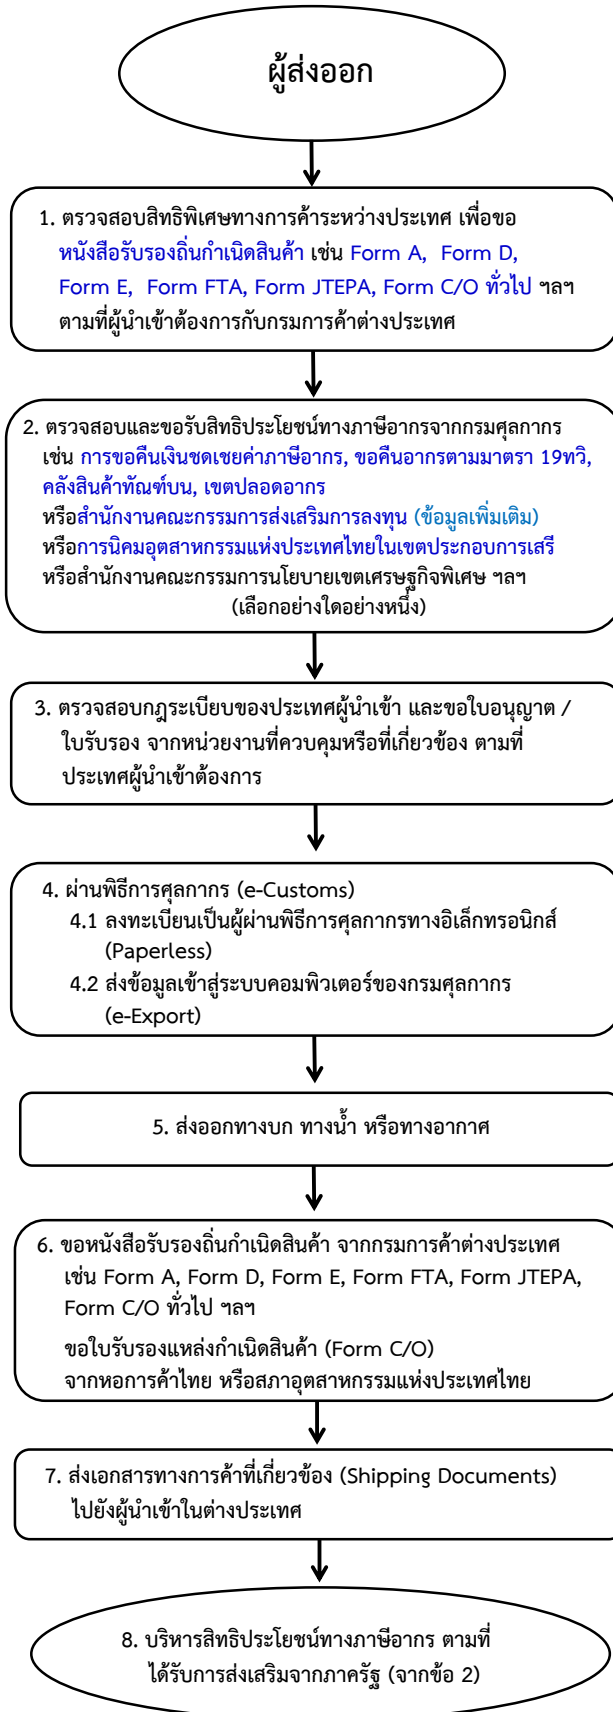 ผู้ส่งออก
1. ตรวจสอบสิทธิพิเศษทางการค้าระหว่างประเทศ เพื่อขอ
หนังสือรับรองถิ่นกำเนิดสินค้า เช่น Form A, Form D,
Form E, Form FTA, Form JTEPA, Form C/O ทั่วไป ฯลฯ
ตามที่ผู้นำเข้าต้องการกับกรมการค้าต่างประเทศ
2. ตรวจสอบและขอรับสิทธิประโยชน์ทางภาษีอากรจากกรมศุลกากร
เช่น การขอคืนเงินชดเชยค่าภาษีอากร, ขอคืนอากรตามมาตรา 19ทวิ,
คลังสินค้าทัณฑ์บน, เขตปลอดอากร
หรือสำนักงานคณะกรรมการส่งเสริมการลงทุน (ข้อมูลเพิ่มเติม)
หรือการนิคมอุตสาหกรรมแห่งประเทศไทยในเขตประกอบการเสรี
หรือสำนักงานคณะกรรมการนโยบายเขตเศรษฐกิจพิเศษ ฯลฯ
(เลือกอย่างใดอย่างหนึ่ง)
3. ตรวจสอบกฎระเบียบของประเทศผู้นำเข้า และขอใบอนุญาต /
ใบรับรอง จากหน่วยงานที่ควบคุมหรือที่เกี่ยวข้อง ตามที่
ประเทศผู้นำเข้าต้องการ
4. ผ่านพิธีการศุลกากร (e-Customs)
4.1 ลงทะเบียนเป็นผู้ผ่านพิธีการศุลกากรทางอิเล็กทรอนิกส์
(Paperless)
4.2 ส่งข้อมูลเข้าสู่ระบบคอมพิวเตอร์ของกรมศุลกากร
(e-Export)
5. ส่งออกทางบก ทางน้ำ หรือทางอากาศ
6. ขอหนังสือรับรองถิ่นกำเนิดสินค้า จากกรมการค้าต่างประเทศ
เช่น Form A, Form D, Form E, Form FTA, Form JTEPA,
Form C/O ทั่วไป ฯลฯ
ขอใบรับรองแหล่งกำเนิดสินค้า (Form C/O)
จากหอการค้าไทย หรือสภาอุตสาหกรรมแห่งประเทศไทย
7. ส่งเอกสารทางการค้าที่เกี่ยวข้อง (Shipping Documents)
ไปยังผู้นำเข้าในต่างประเทศ
8. บริหารสิทธิประโยชน์ทางภาษีอากร ตามที่
ได้รับการส่งเสริมจากภาครัฐ (จากข้อ 2)